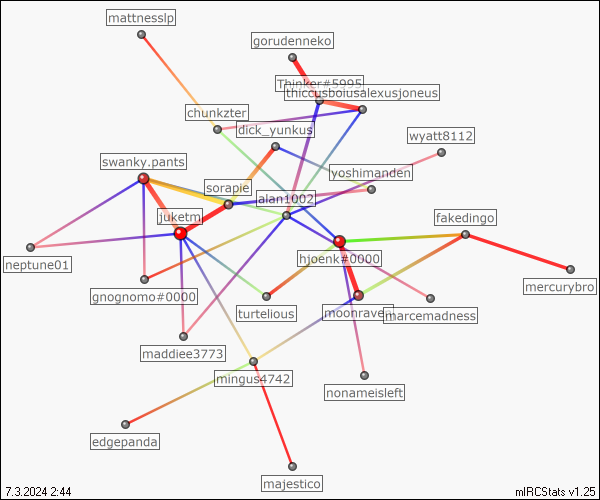 mattnesslp
gorudenneko
Thinker#5995
thiccusboiusalexusjoneus
chunkzter
dick_yunkus
wyatt8112
swanky.pants
yoshimanden
sorapie
alan1002
juketm
fakedingo
hjoenk#0000
neptune01
mercurybro
gnognomo#0000
turtelious
moonraven
marcemadness
maddiee3773
mingus4742
nonameisleft
edgepanda
majestico
7.3.2024 2:44
mIRCStats v1.25